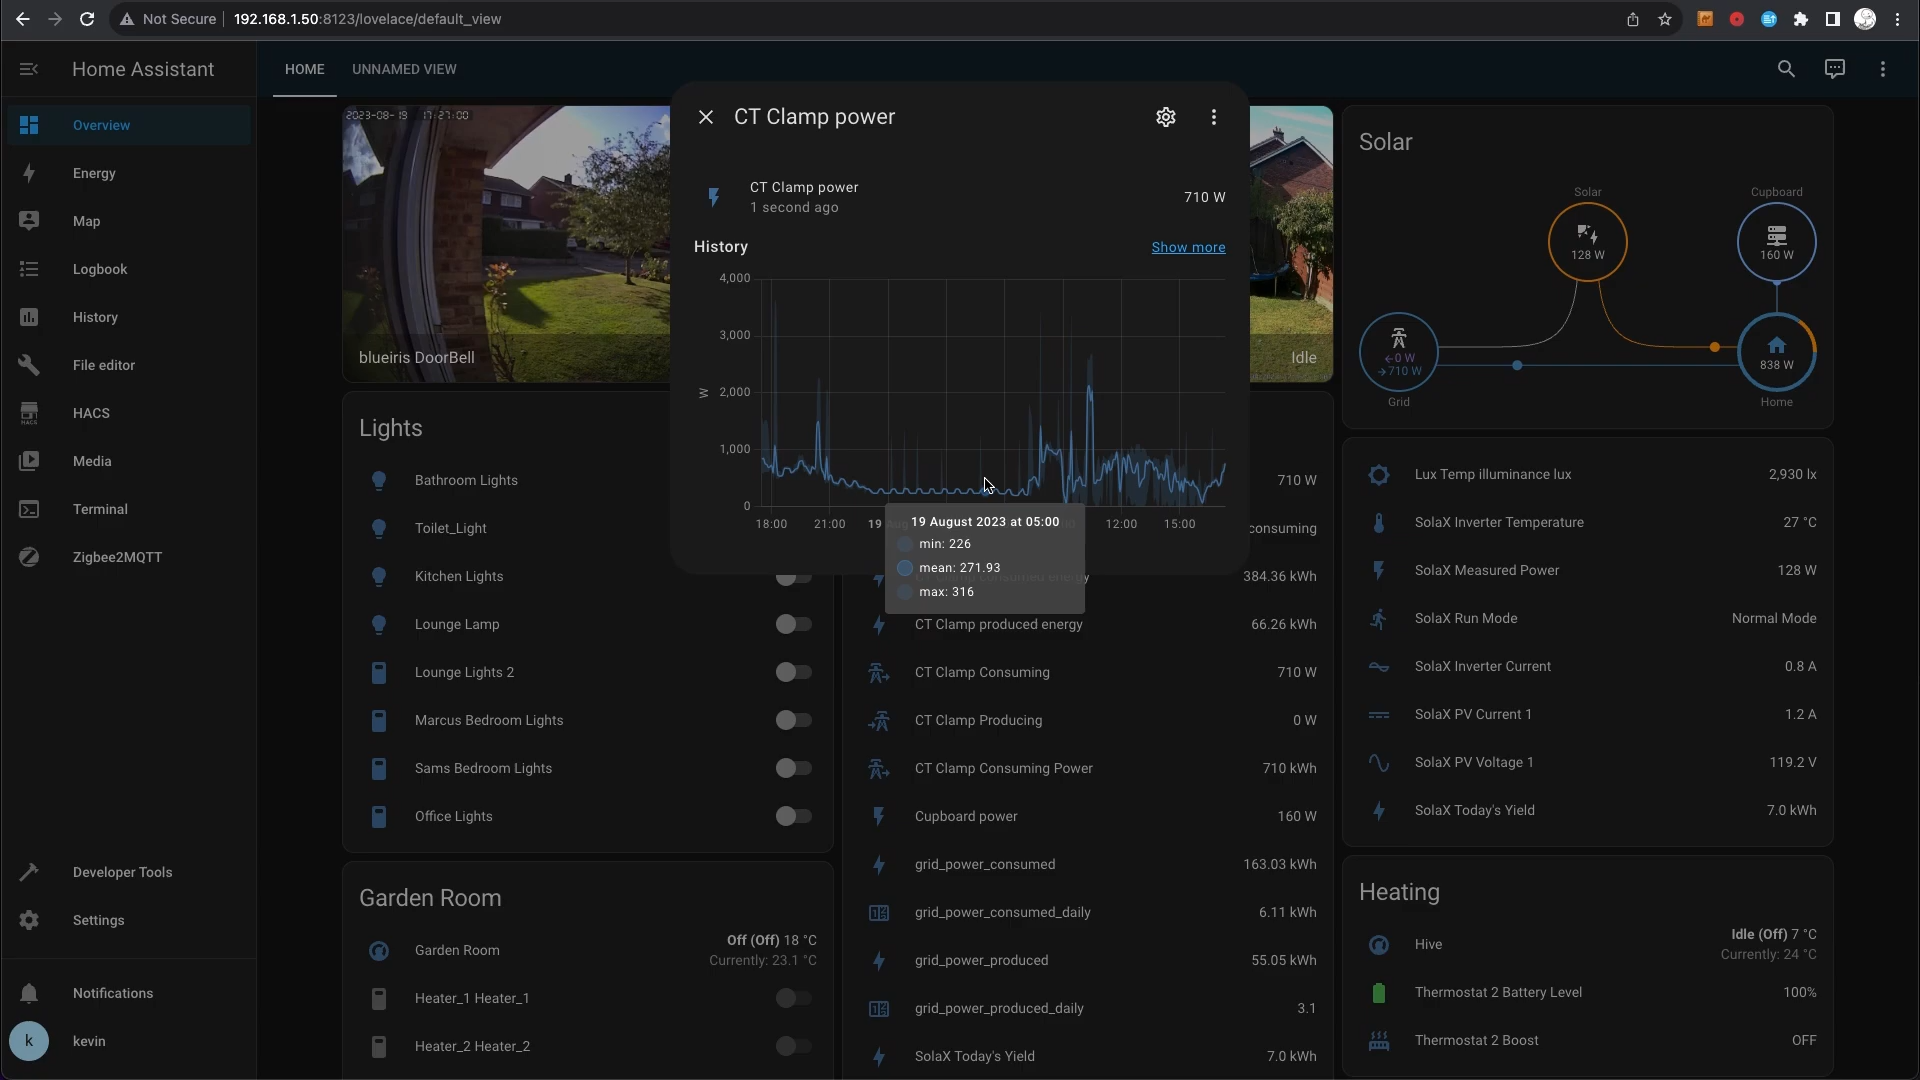 Not Secure
192.168.1.50:8123/lovelace/default_view
Home Assistant
Overview
Energy
Map
Logbook
History
File editor
HACS
HACS
Media
Terminal
Zigbee2MQTT
Developer Tools
Settings
Notifications
k
kevin
HOME
UNNAMED VIEW
2023-08-19 17:27:00
blueiris DoorBell
Idle
Lights
Bathroom Lights
Toilet_Light
Kitchen Lights
Lounge Lamp
Lounge Lights 2
Marcus Bedroom Lights
Sams Bedroom Lights
Office Lights
Garden Room
Garden Room
Off (Off) 18 °C
Currently: 23.1 °C
Heater_1 Heater_1
Heater_2 Heater_2
CT Clamp power
CT Clamp power
1 second ago
710 W
History
Show more
4,000
3,000
2,000
1,000
0
W
18:00
21:00
19 Aug
12:00
15:00
19 August 2023 at 05:00
min: 226
mean: 271.93
max: 316
710 W
consuming
CT Clamp Consumed energy
384.36 kWh
CT Clamp produced energy
66.26 kWh
CT Clamp Consuming
710 W
CT Clamp Producing
0 W
CT Clamp Consuming Power
710 kWh
Cupboard power
160 W
grid_power_consumed
163.03 kWh
grid_power_consumed_daily
6.11 kWh
grid_power_produced
55.05 kWh
grid_power_produced_daily
3.1
SolaX Today's Yield
7.0 kWh
Solar
Solar
128 W
Cupboard
160 W
←0 W
→710 W
Grid
838 W
Home
Lux Temp illuminance lux
2,930 lx
SolaX Inverter Temperature
27 °C
SolaX Measured Power
128 W
SolaX Run Mode
Normal Mode
SolaX Inverter Current
0.8 A
SolaX PV Current 1
1.2 A
SolaX PV Voltage 1
119.2 V
SolaX Today's Yield
7.0 kWh
Heating
Hive
Idle (Off) 7 °C
Currently: 24 °C
Thermostat 2 Battery Level
100%
Thermostat 2 Boost
OFF